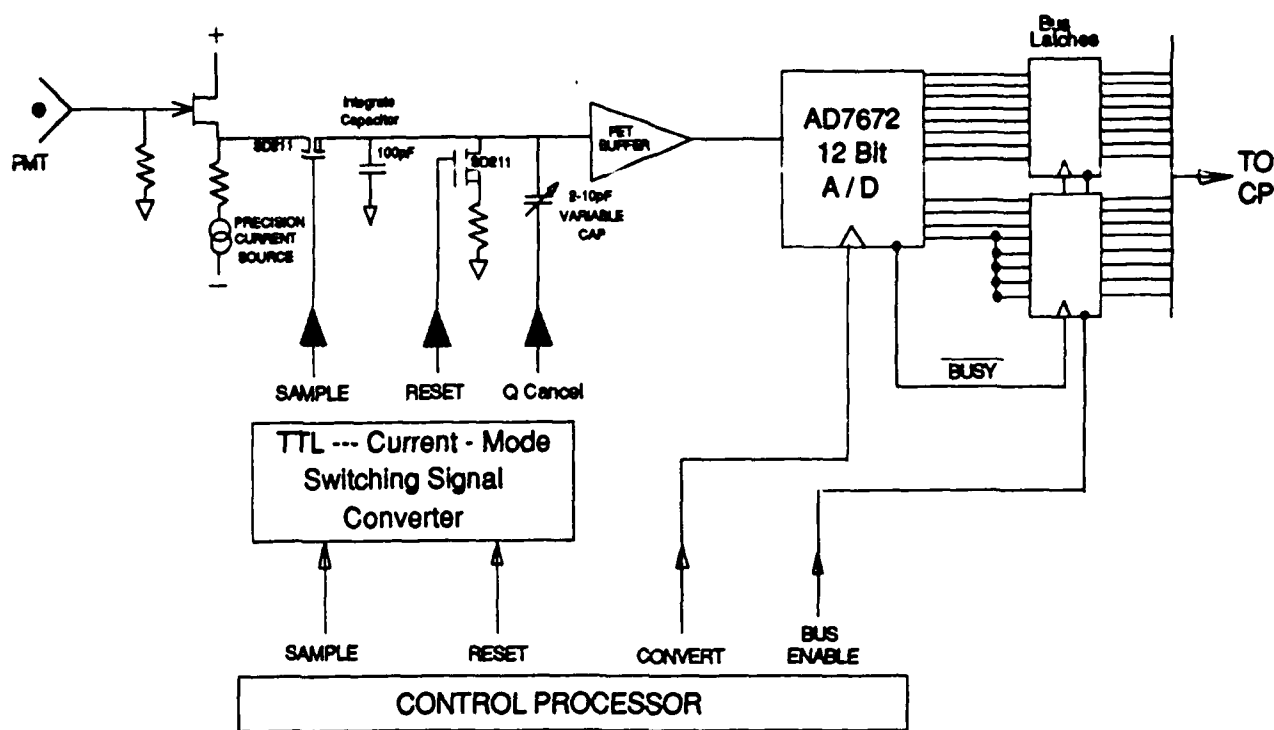 +
Bus
Latches
PMT
SD211
Integrate
Capacitor
100pF
SD211
FET
BUFFER
AD7672
12 Bit
A / D
TO
CP
2-10pF
VARIABLE
CAP
PRECISION
CURRENT
SOURCE
—
BUSY
SAMPLE
RESET
Q Cancel
TTL --- Current - Mode
Switching Signal
Converter
SAMPLE
RESET
CONVERT
BUS
ENABLE
CONTROL PROCESSOR